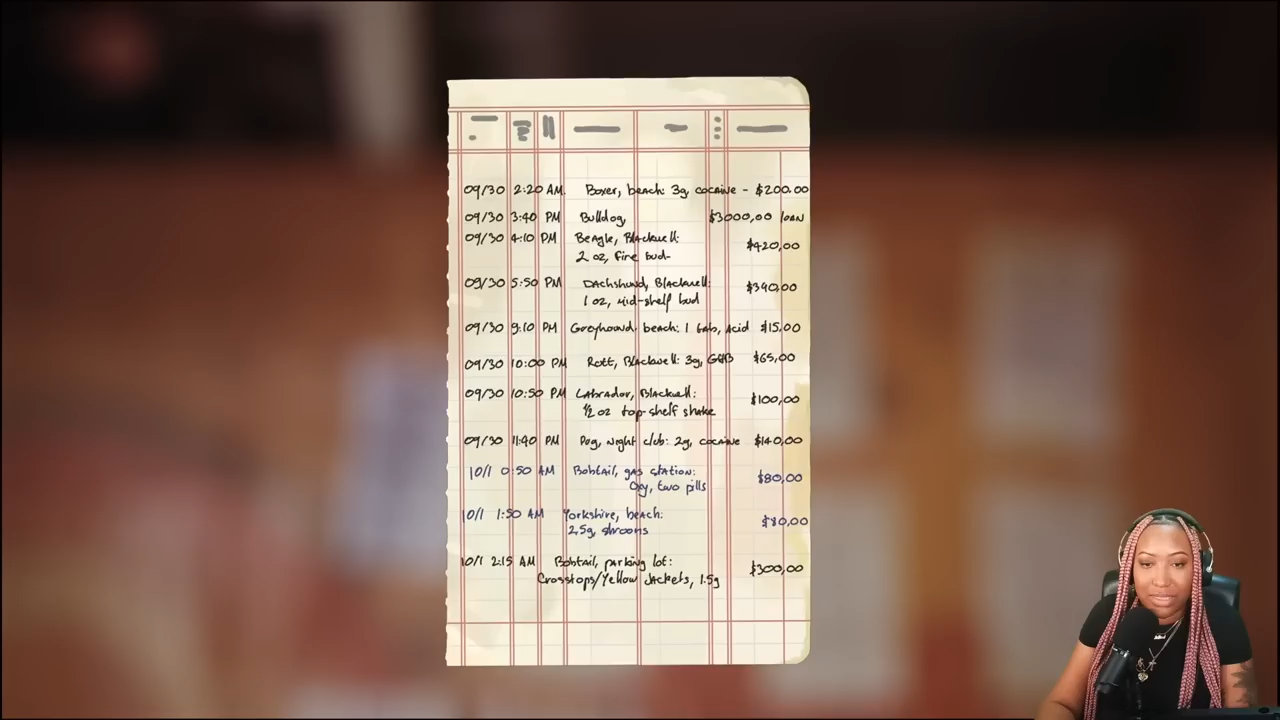 09/30 2:20 AM. Boxer, beach: 3g, cocaine - $200.00
09/30 3:40 PM Bulldog, $3000,00 loan
09/30 4:10 PM Beagle, Blackwell: $420,00
2 oz, fire bud-
09/30 5:50 PM Dachshund, Blackwell: $340,00
1 oz, mid-shelf bud
09/30 9:10 PM Greyhound, beach: 1 tab, acid $15,00
09/30 10:00 PM Rott, Blackwell: 3g, GHB $65,00
09/30 10:50 PM Labrador, Blackwell: $100,00
1/2 oz top-shelf shake
09/30 11:40 PM Pug, night club: 2g, cocaine $140,00
10/1 0:50 AM Bobtail, gas station: $80,00
Oxy, two pills
10/1 1:50 AM Yorkshire, beach: $80,00
2,5g, shrooms
10/1 2:15 AM Bobtail, parking lot: $300,00
Crosstops/Yellow Jackets, 1.5g